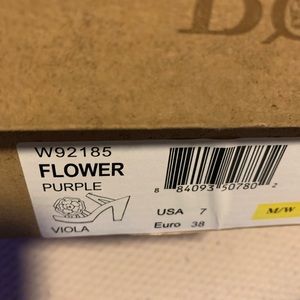 W92185
FLOWER
PURPLE
VIOLA
8 84093 50780 2
USA 7
Euro 38
M/W